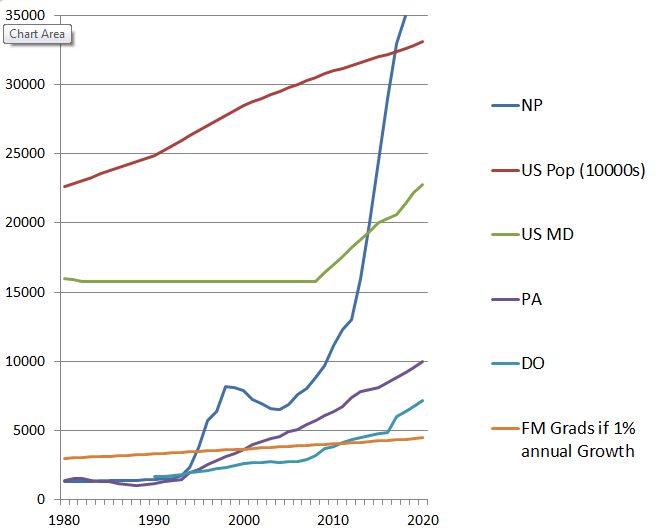 35000
Chart Area
30000
25000
20000
15000
10000
5000
0
1980
1990
2000
2010
2020
NP
US Pop (10000s)
US MD
PA
DO
FM Grads if 1%
annual Growth